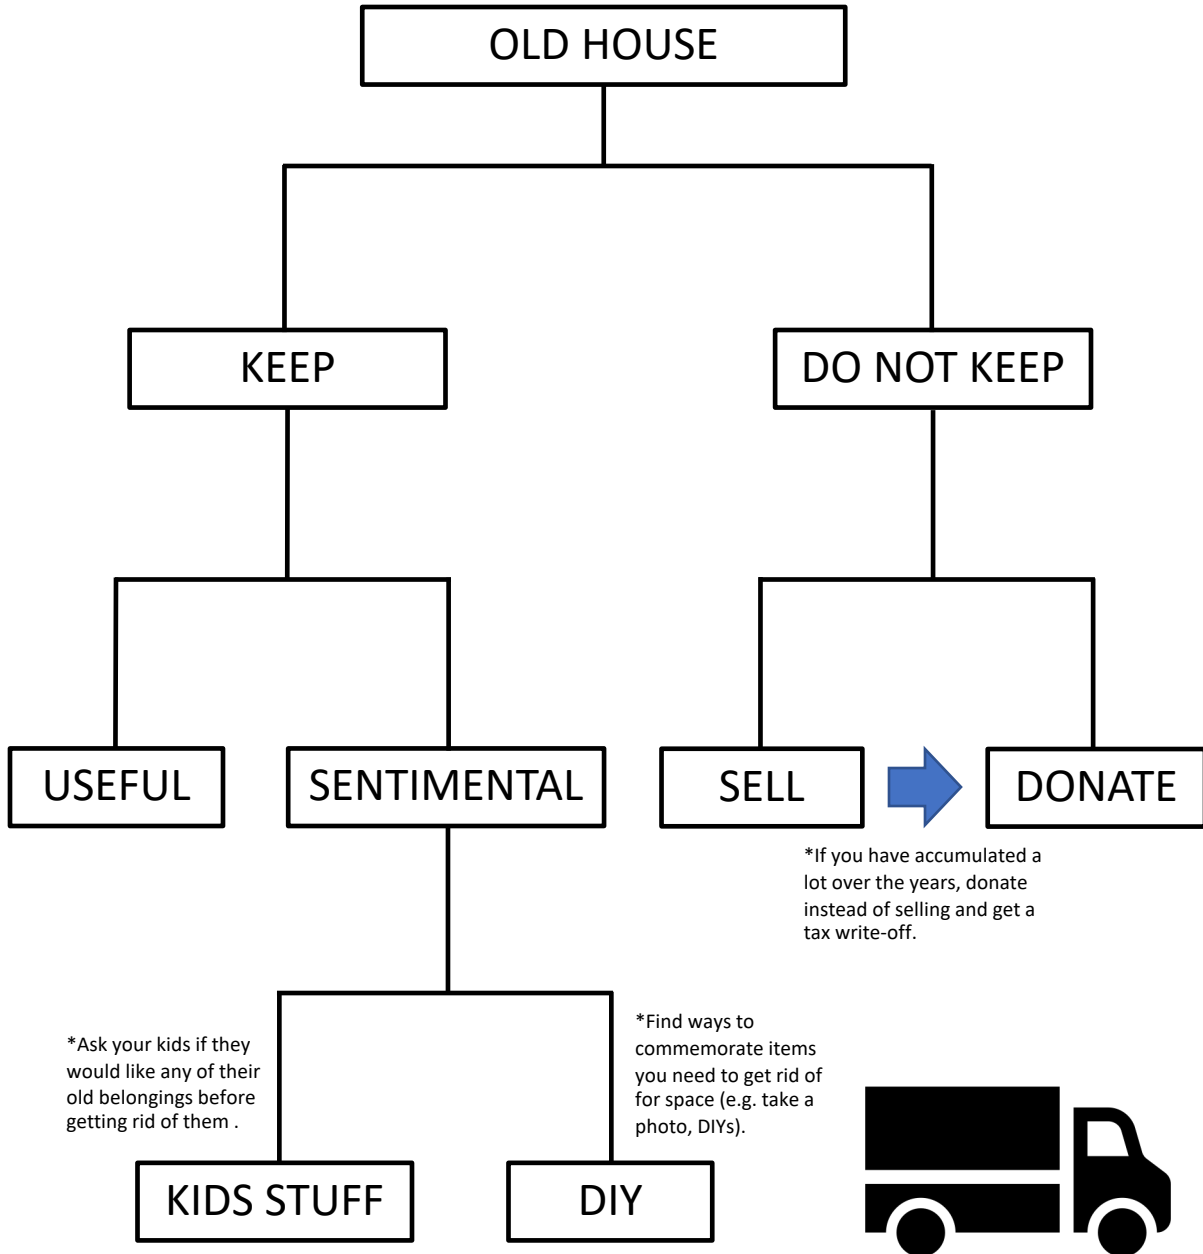 OLD HOUSE
KEEP
DO NOT KEEP
USEFUL
SENTIMENTAL
SELL
DONATE
*If you have accumulated a
lot over the years, donate
instead of selling and get a
tax write-off.
*Ask your kids if they
would like any of their
old belongings before
getting rid of them .
*Find ways to
commemorate items
you need to get rid of
for space (e.g. take a
photo, DIYs).
KIDS STUFF
DIY